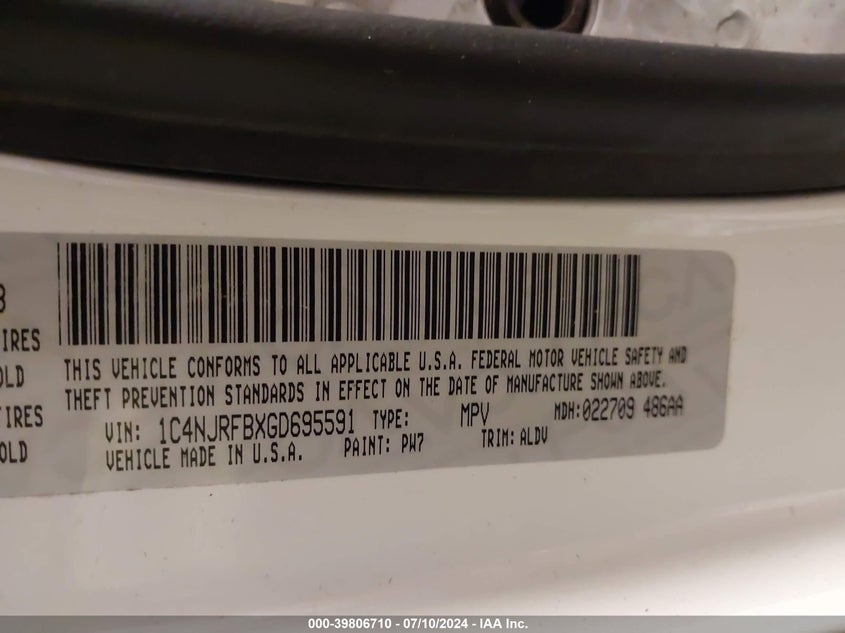 8
IRES
OLD
IRES
OLD
THIS VEHICLE CONFORMS TO ALL APPLICABLE U.S.A. FEDERAL MOTOR VEHICLE SAFETY AND
THEFT PREVENTION STANDARDS IN EFFECT ON THE DATE OF MANUFACTURE SHOWN ABOVE.
VIN: 1C4NJRFBXGD695591 TYPE: MPV MDH:022709 486AA
VEHICLE MADE IN U.S.A. PAINT: PW7 TRIM: ALDV
000-39806710 - 07/10/2024 - IAA Inc.